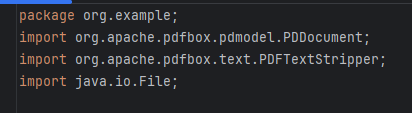 package org.example;
import org.apache.pdfbox.pdmodel.PDDocument;
import org.apache.pdfbox.text.PDFTextStripper;
import java.io.File;